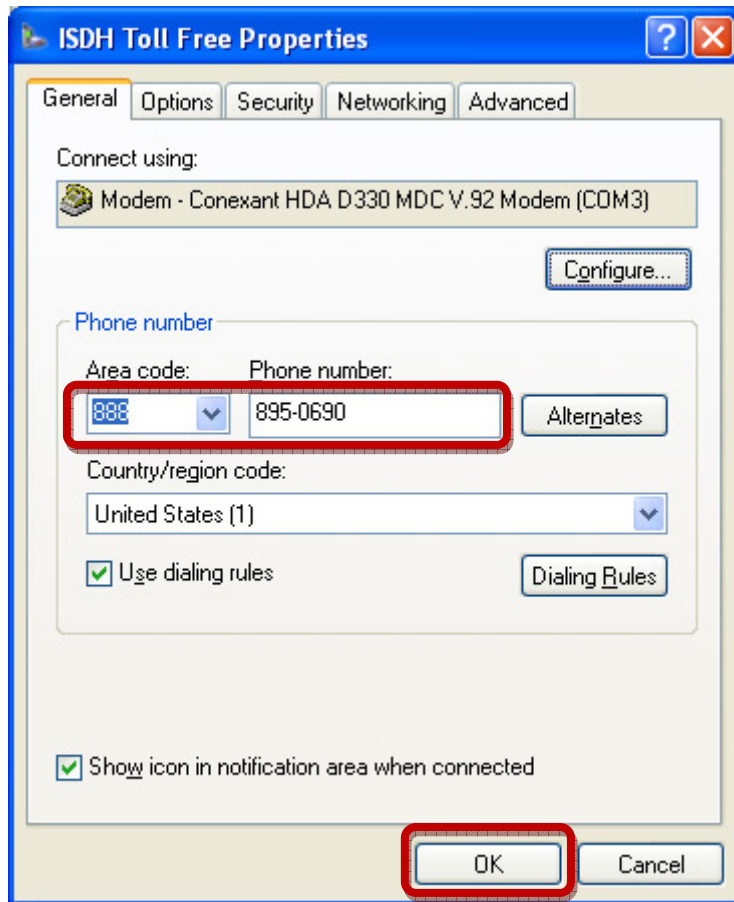 ISDH Toll Free Properties
General Options Security Networking Advanced
Connect using:
Modem - Conexant HDA D330 MDC V.92 Modem (COM3)
Configure...
Phone number
Area code: Phone number:
888 895-0690 Alternates
Country/region code:
United States (1)
Use dialing rules Dialing Rules
Show icon in notification area when connected
OK Cancel